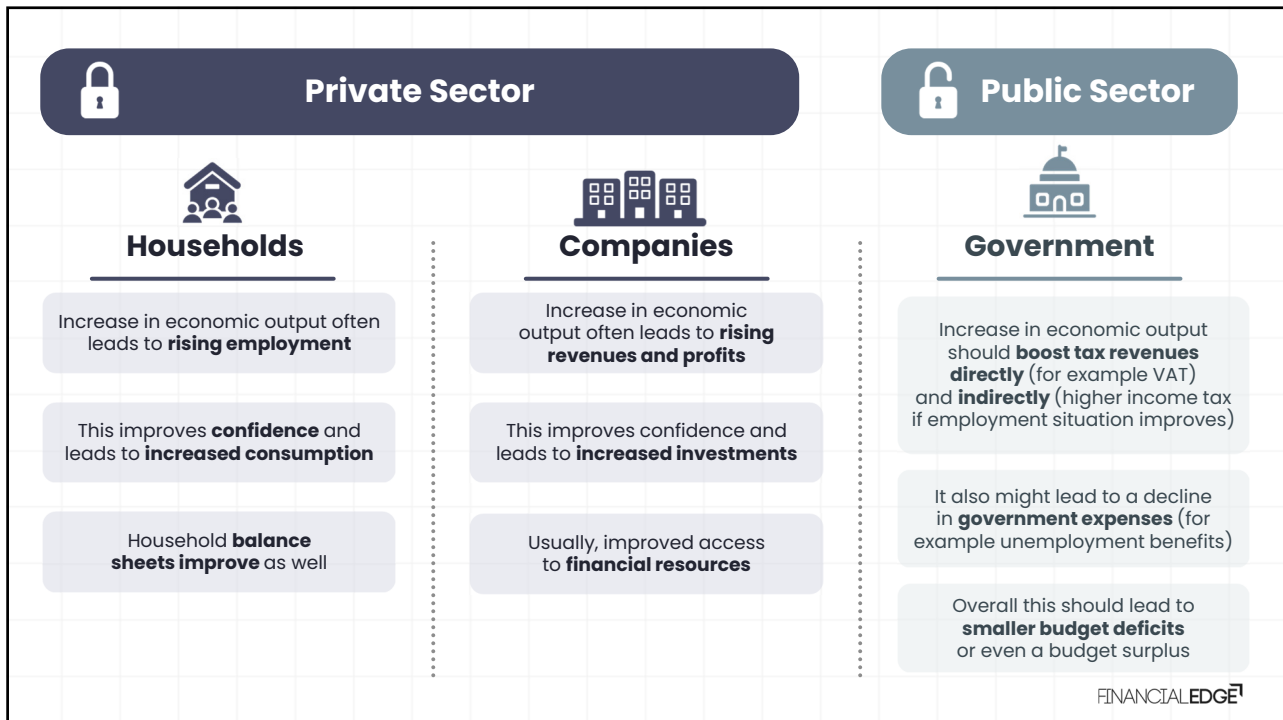 Private Sector
Public Sector
Households
Increase in economic output often
leads to rising employment
This improves confidence and
leads to increased consumption
Household balance
sheets improve as well
Companies
Increase in economic
output often leads to rising
revenues and profits
This improves confidence and
leads to increased investments
Usually, improved access
to financial resources
Government
Increase in economic output
should boost tax revenues
directly (for example VAT)
and indirectly (higher income tax
if employment situation improves)
It also might lead to a decline
in government expenses (for
example unemployment benefits)
Overall this should lead to
smaller budget deficits
or even a budget surplus
FINANCIALEDGE